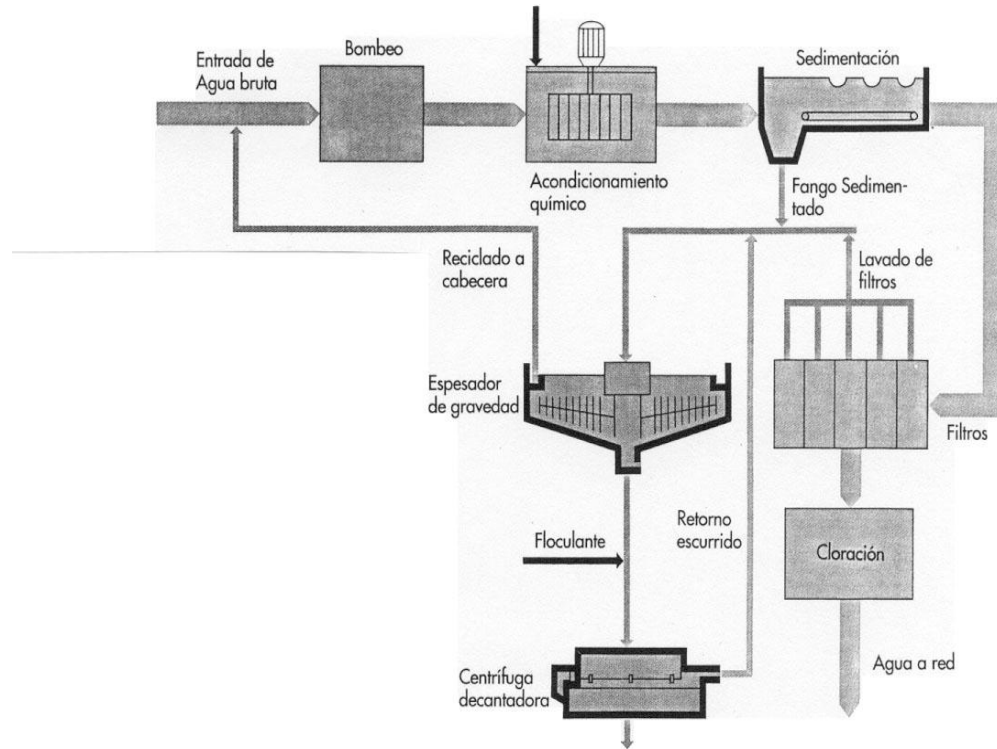 Entrada de
Agua bruta
Bombeo
Acondicionamiento
químico
Sedimentación
Fango Sedimen-
tado
Reciclado a
cabecera
Lavado de
filtros
Espesador
de gravedad
Filtros
Floculante
Retorno
escurrido
Cloración
Centrífuga
decantadora
Agua a red